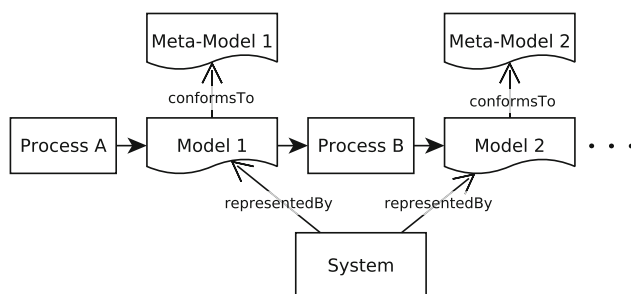 Meta-Model 1
Meta-Model 2
conformsTo
conformsTo
Process A
Model 1
Process B
Model 2
representedBy
representedBy
System